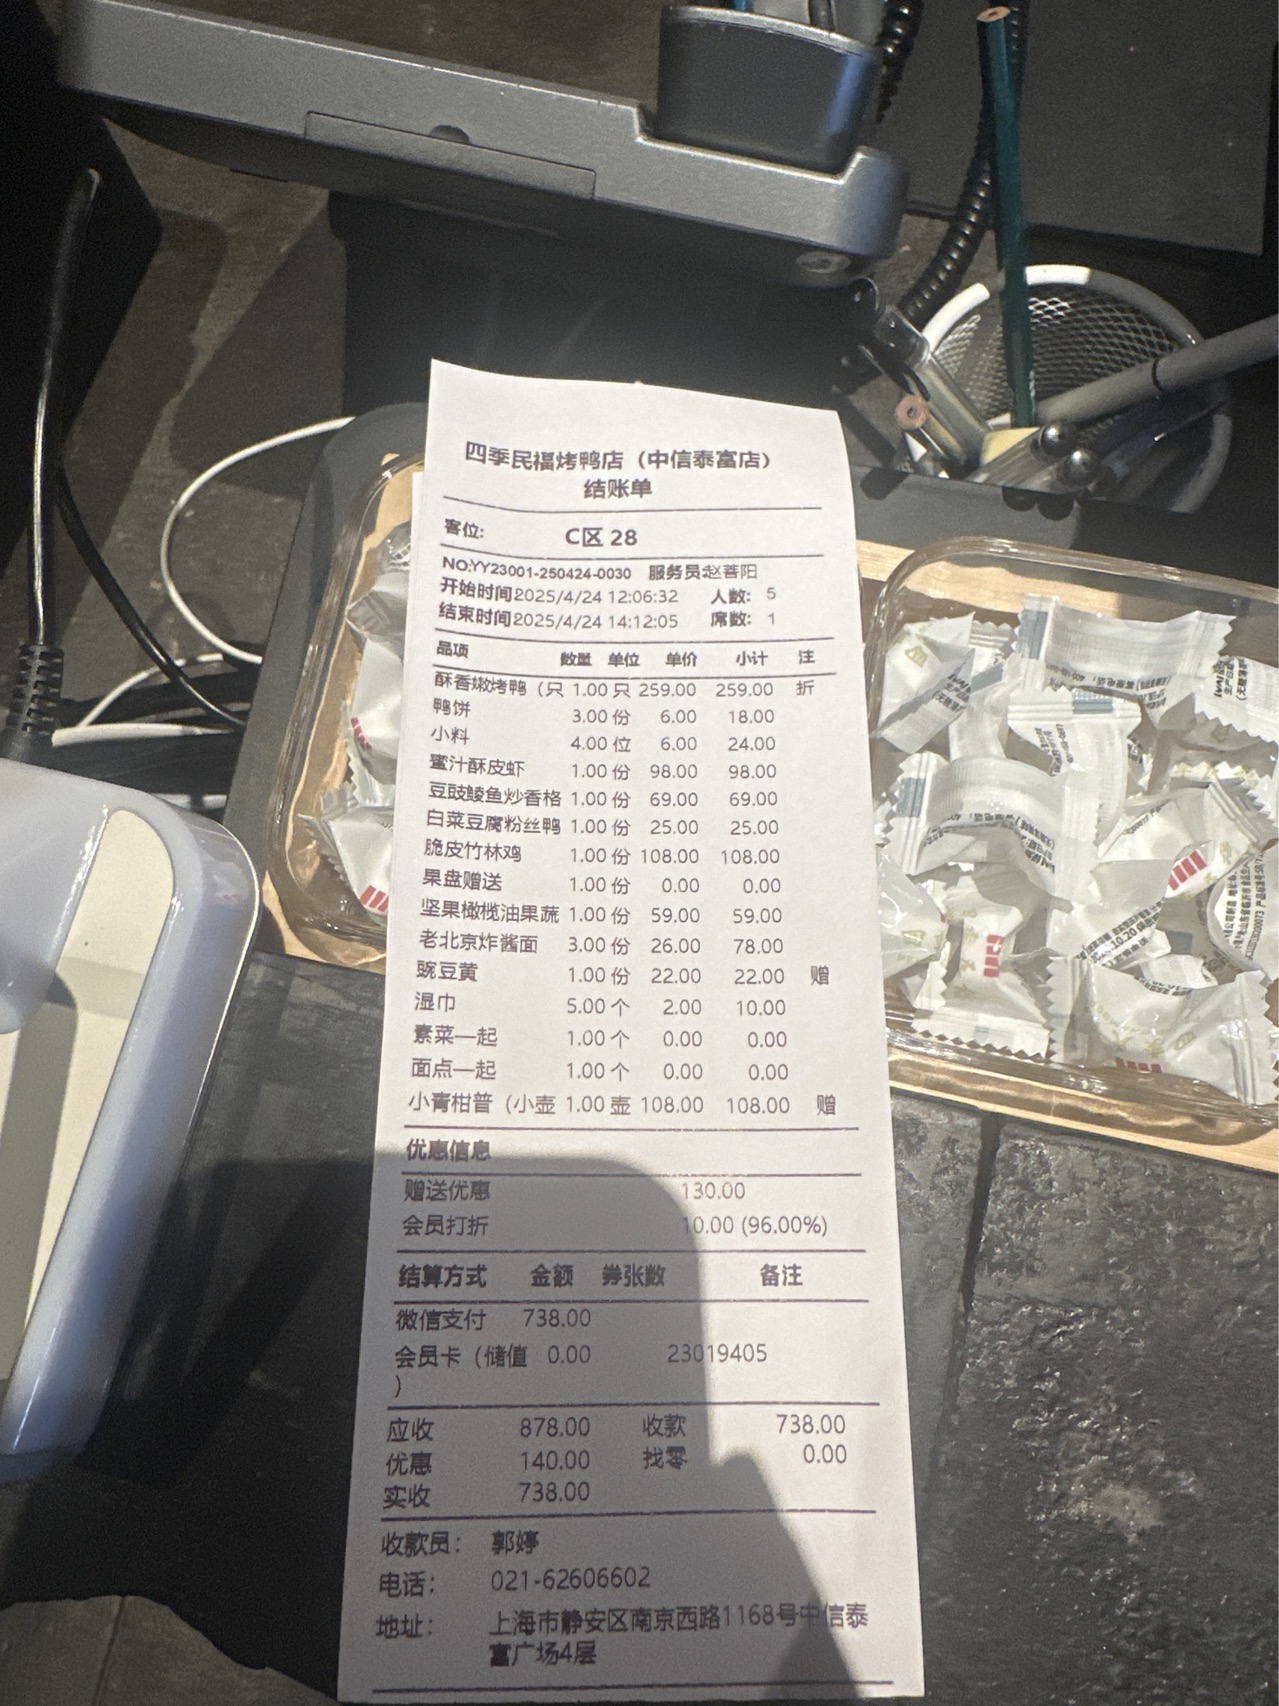 四季民福烤鸭店（中信泰富店）
结账单
客位: C区 28
NO:YY23001-250424-0030 服务员:赵蓉阳
开始时间2025/4/24 12:06:32 人数: 5
结束时间2025/4/24 14:12:05 席数: 1
品项 数量 单位 单价 小计 注
酥香嫩烤鸭（只 1.00 只 259.00 259.00 折
鸭饼 3.00 份 6.00 18.00
小料 4.00 位 6.00 24.00
蜜汁酥皮虾 1.00 份 98.00 98.00
豆豉鲮鱼炒香格 1.00 份 69.00 69.00
白菜豆腐粉丝鸭 1.00 份 25.00 25.00
脆皮竹林鸡 1.00 份 108.00 108.00
果盘赠送 1.00 份 0.00 0.00
坚果橄榄油果蔬 1.00 份 59.00 59.00
老北京炸酱面 3.00 份 26.00 78.00
豌豆黄 1.00 份 22.00 22.00 赠
湿巾 5.00 个 2.00 10.00
素菜一起 1.00 个 0.00 0.00
面点一起 1.00 个 0.00 0.00
小青柑普（小壶 1.00 壶 108.00 108.00 赠
优惠信息
赠送优惠 130.00
会员打折 10.00 (96.00%)
结算方式 金额 券张数 备注
微信支付 738.00
会员卡（储值 0.00 23019405
）
应收 878.00 收款 738.00
优惠 140.00 找零 0.00
实收 738.00
收款员： 郭婷
电话： 021-62606602
地址： 上海市静安区南京西路1168号中信泰
富广场4层